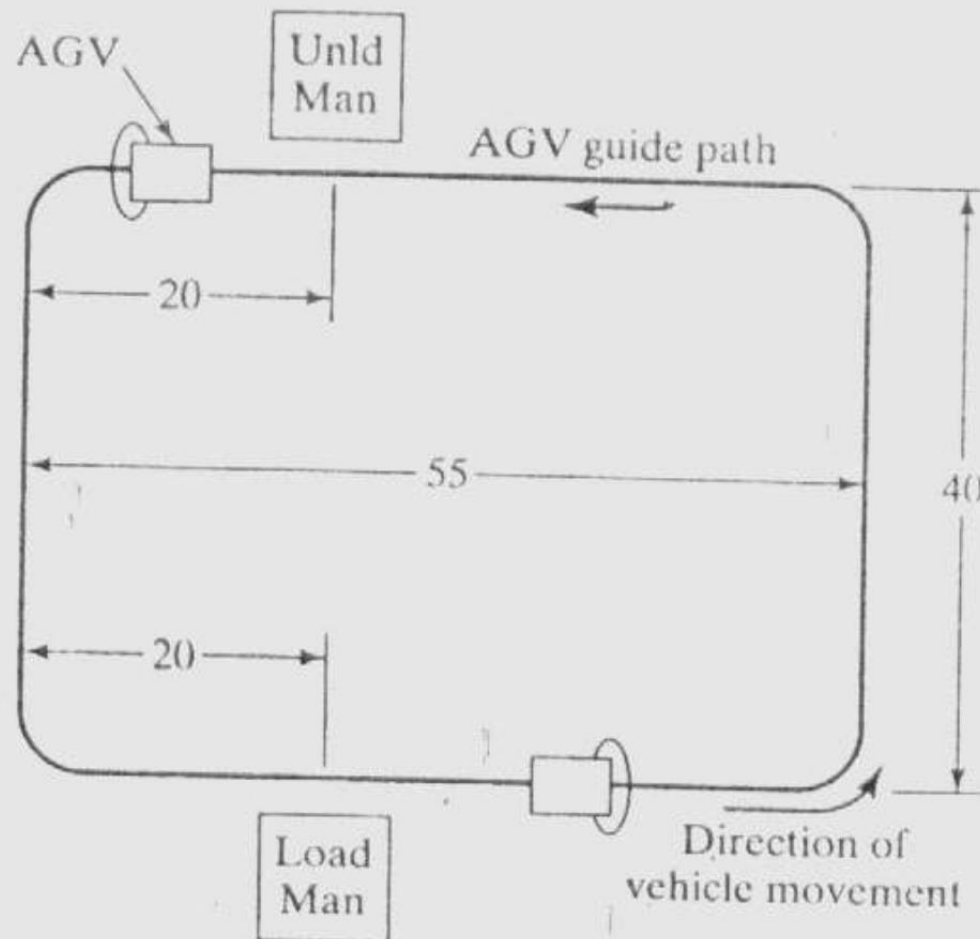 AGV
Unld
Man
AGV guide path
20
55
40
20
Load
Man
Direction of
vehicle movement